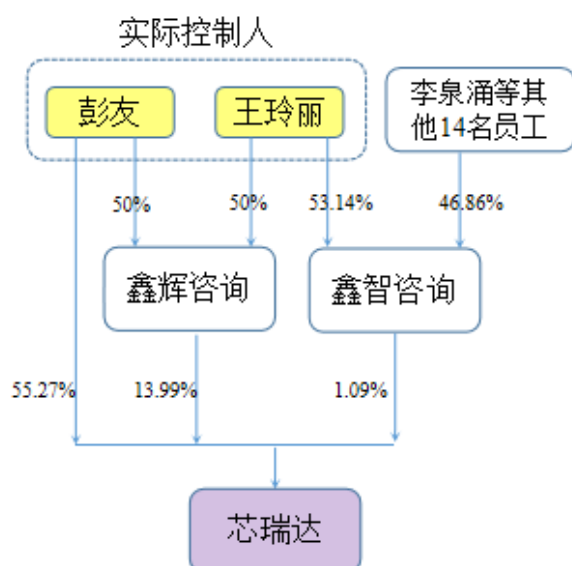 实际控制人
彭友
王玲丽
李泉涌等其
他14名员工
50%
50%
53.14%
46.86%
鑫辉咨询
鑫智咨询
55.27%
13.99%
1.09%
芯瑞达